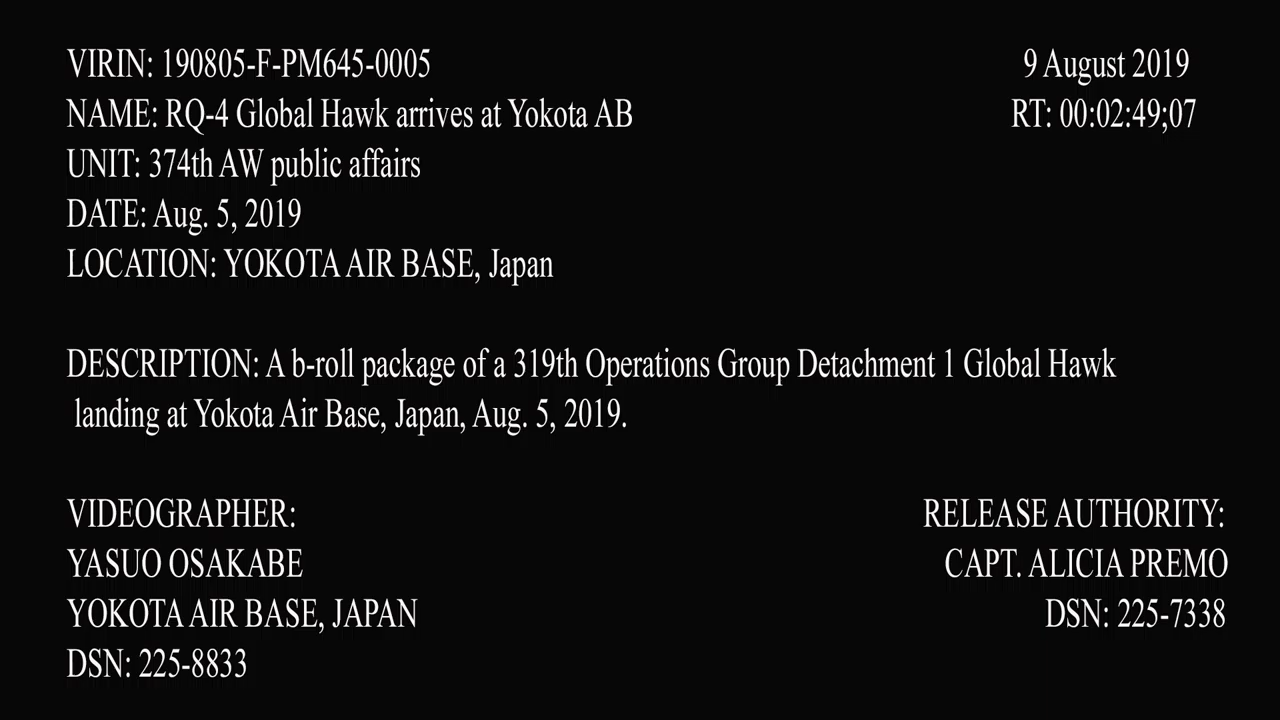 VIRIN: 190805-F-PM645-0005
9 August 2019
NAME: RQ-4 Global Hawk arrives at Yokota AB
RT: 00:02:49;07
UNIT: 374th AW public affairs
DATE: Aug. 5, 2019
LOCATION: YOKOTA AIR BASE, Japan
DESCRIPTION: A b-roll package of a 319th Operations Group Detachment 1 Global Hawk
landing at Yokota Air Base, Japan, Aug. 5, 2019.
VIDEOGRAPHER:
YASUO OSAKABE
YOKOTA AIR BASE, JAPAN
DSN: 225-8833
RELEASE AUTHORITY:
CAPT. ALICIA PREMO
DSN: 225-7338